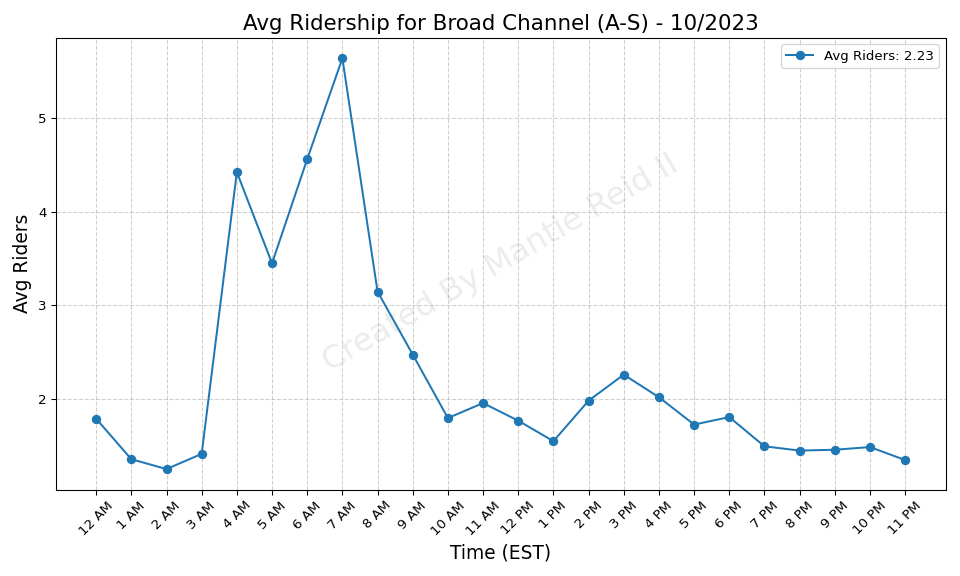 Avg Ridership for Broad Channel (A-S) - 10/2023
Avg Riders: 2.23
Avg Riders
5
4
3
2
Created By Mantie Reid II
12 AM
1 AM
2 AM
3 AM
4 AM
5 AM
6 AM
7 AM
8 AM
9 AM
10 AM
11 AM
12 PM
1 PM
2 PM
3 PM
4 PM
5 PM
6 PM
7 PM
8 PM
9 PM
10 PM
11 PM
Time (EST)